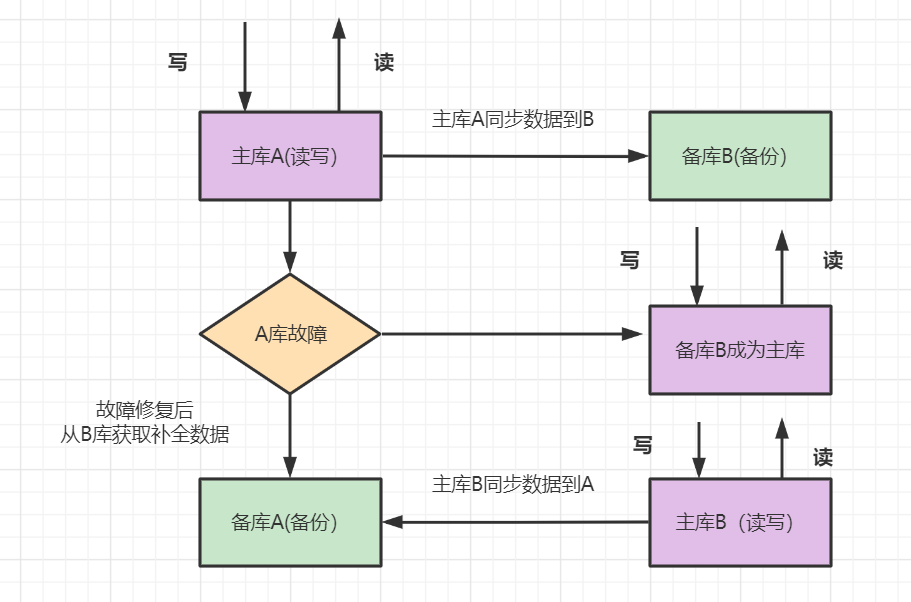 写
读
主库A同步数据到B
主库A(读写）
备库B(备份）
写
读
A库故障
备库B成为主库
故障修复后
从B库获取补全数据
写
读
主库B同步数据到A
备库A(备份）
主库B（读写）